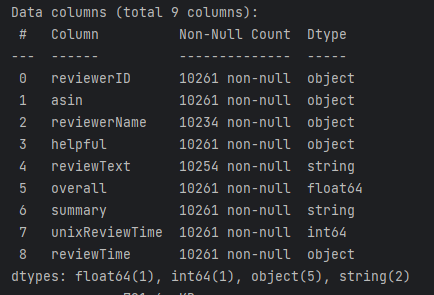 Data columns (total 9 columns):
 #   Column          Non-Null Count  Dtype
---  ------          --------------  -----
 0   reviewerID      10261 non-null  object
 1   asin            10261 non-null  object
 2   reviewerName    10234 non-null  object
 3   helpful         10261 non-null  object
 4   reviewText      10254 non-null  string
 5   overall         10261 non-null  float64
 6   summary         10261 non-null  string
 7   unixReviewTime  10261 non-null  int64
 8   reviewTime      10261 non-null  object
dtypes: float64(1), int64(1), object(5), string(2)